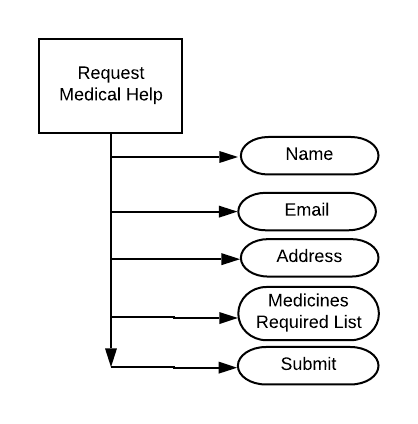 Request
Medical Help
Name
Email
Address
Medicines
Required List
Submit